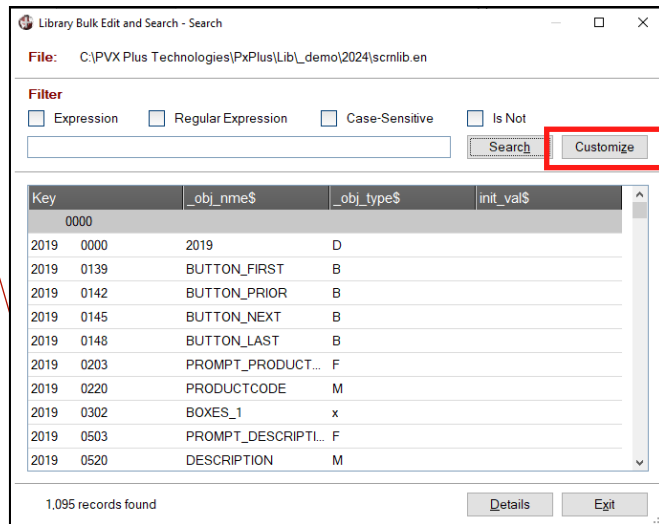 Library Bulk Edit and Search - Search
File: C:\PVX Plus Technologies\PxPlus\Lib\_demo\2024\scrnlib.en
Filter
Expression Regular Expression Case-Sensitive Is Not
Search Customize
Key _obj_nme$ _obj_type$ init_val$
0000
2019 0000 2019 D
2019 0139 BUTTON_FIRST B
2019 0142 BUTTON_PRIOR B
2019 0145 BUTTON_NEXT B
2019 0148 BUTTON_LAST B
2019 0203 PROMPT_PRODUCT... F
2019 0220 PRODUCTCODE M
2019 0302 BOXES_1 x
2019 0503 PROMPT_DESCRIPTI... F
2019 0520 DESCRIPTION M
1,095 records found Details Exit